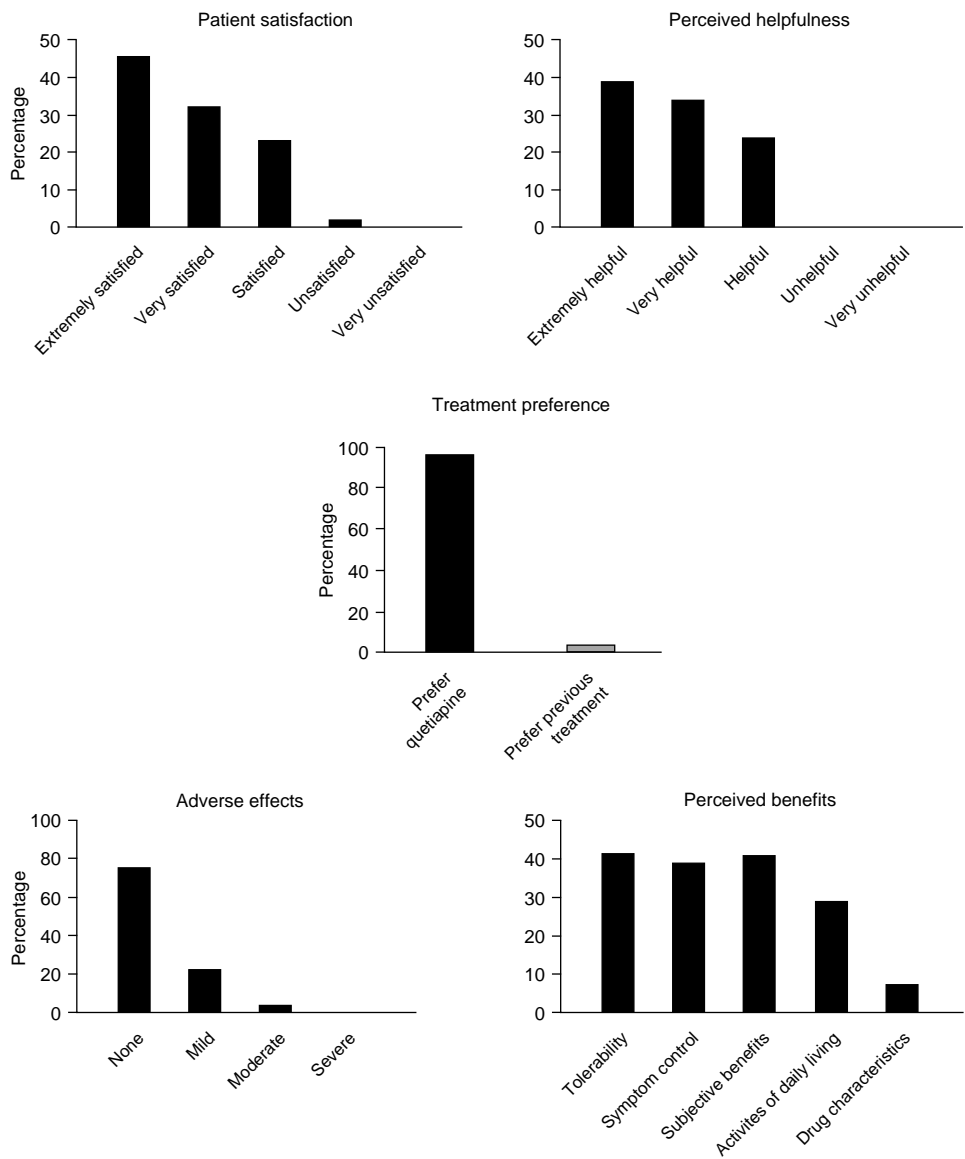 Patient satisfaction
50
40
30
20
10
0
Percentage
Extremely satisfied
Very satisfied
Satisfied
Unsatisfied
Very unsatisfied
Perceived helpfulness
50
40
30
20
10
0
Extremely helpful
Very helpful
Helpful
Unhelpful
Very unhelpful
Treatment preference
100
80
60
40
20
0
Percentage
Prefer
quetiapine
Prefer previous
treatment
Adverse effects
100
80
60
40
20
0
Percentage
None
Mild
Moderate
Severe
Perceived benefits
50
40
30
20
10
0
Tolerability
Symptom control
Subjective benefits
Activites of daily living
Drug characteristics